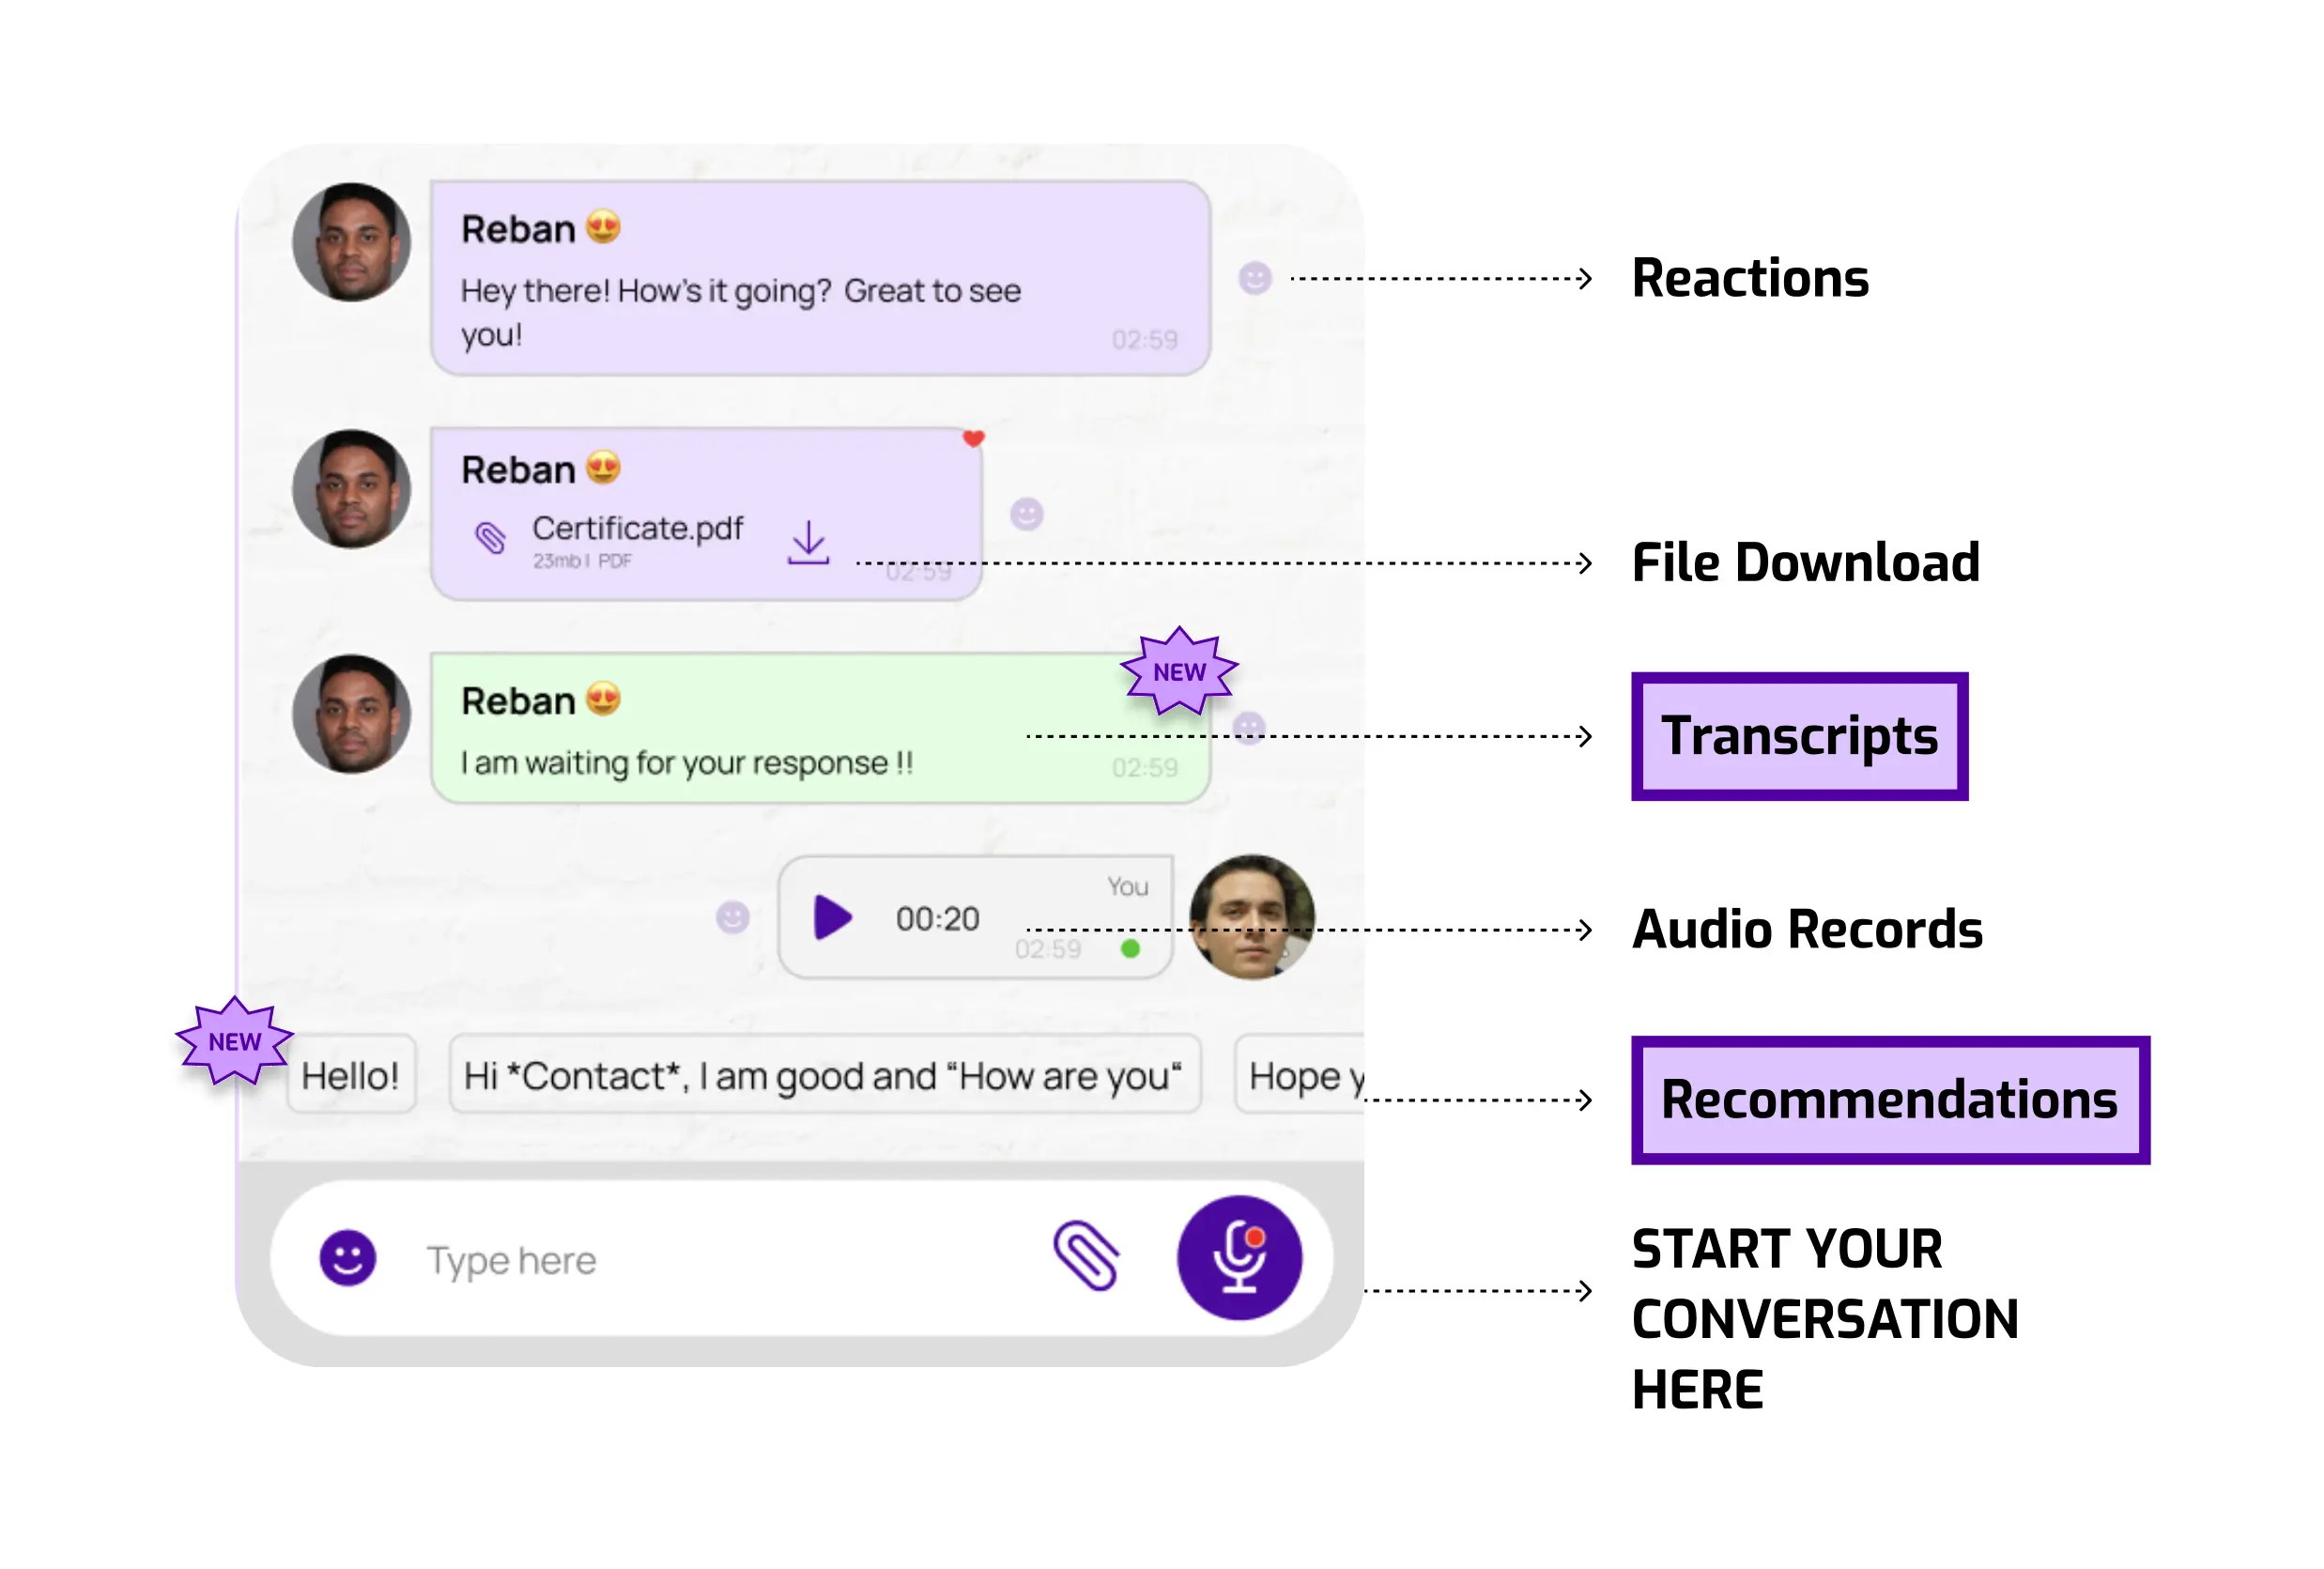 Reban 😍
Hey there! How's it going? Great to see
you!
02:59
Reactions
Reban 😍
Certificate.pdf
23mb | PDF
02:59
File Download
NEW
Reban 😍
I am waiting for your response !!
02:59
Transcripts
You
00:20
02:59
Audio Records
NEW
Hello!
Hi *Contact*, I am good and “How are you“
Hope y
Recommendations
Type here
START YOUR
CONVERSATION
HERE